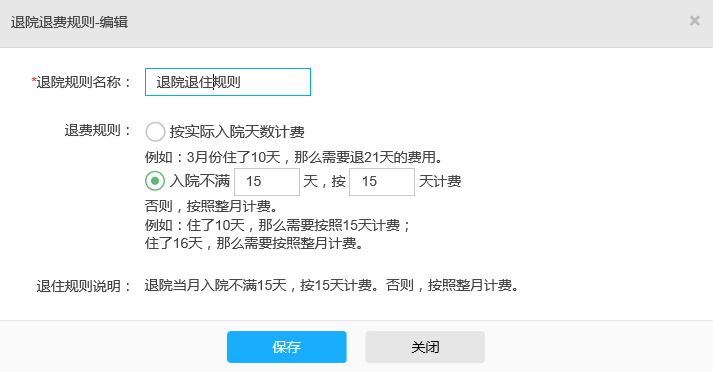 退院退费规则-编辑 ×
*退院规则名称： 退院退住规则
退费规则： 按实际入院天数计费
例如：3月份住了10天，那么需要退21天的费用。
入院不满 15 天，按 15 天计费
否则，按照整月计费。
例如：住了10天，那么需要按照15天计费；
住了16天，那么需要按照整月计费。
退住规则说明： 退院当月入院不满15天，按15天计费。否则，按照整月计费。
保存 关闭